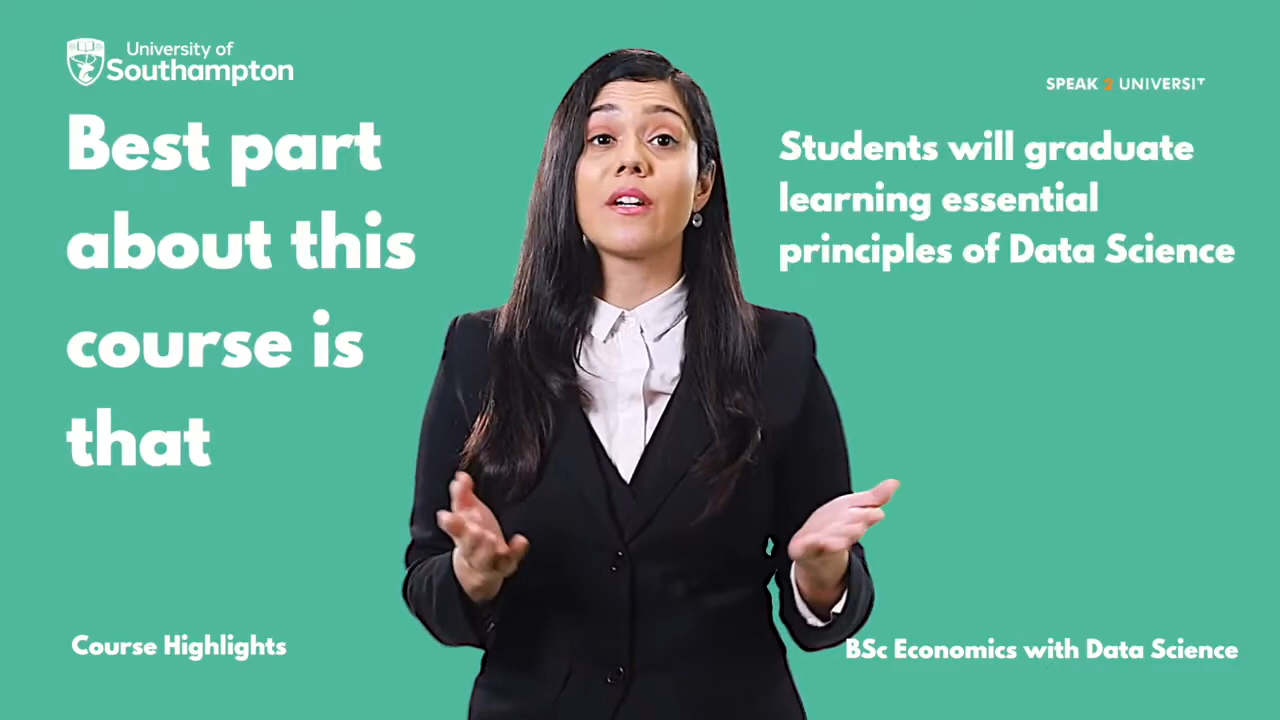 University of
Southampton
Best part
about this
course is
that
SPEAK 2 UNIVERSIT
Students will graduate
learning essential
principles of Data Science
Course Highlights
BSc Economics with Data Science